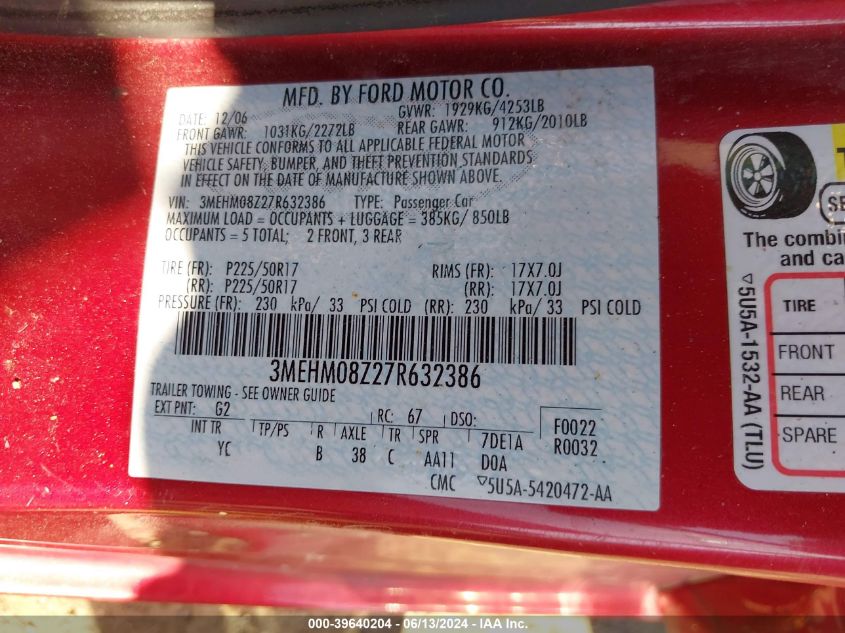 MFD. BY FORD MOTOR CO.
DATE: 12/06 GVWR: 1929KG/4253LB
FRONT GAWR: 1031KG/2272LB REAR GAWR: 912KG/2010LB
THIS VEHICLE CONFORMS TO ALL APPLICABLE FEDERAL MOTOR
VEHICLE SAFETY, BUMPER, AND THEFT PREVENTION STANDARDS
IN EFFECT ON THE DATE OF MANUFACTURE SHOWN ABOVE.
VIN: 3MEHM08Z27R632386 TYPE: Passenger Car
MAXIMUM LOAD = OCCUPANTS + LUGGAGE = 385KG/ 850LB
OCCUPANTS = 5 TOTAL; 2 FRONT, 3 REAR
TIRE (FR): P225/50R17 RIMS (FR): 17X7.0J
(RR): P225/50R17 (RR): 17X7.0J
PRESSURE (FR): 230 kPa/ 33 PSI COLD (RR): 230 kPa/ 33 PSI COLD
3MEHM08Z27R632386
TRAILER TOWING - SEE OWNER GUIDE
EXT PNT: G2 RC: 67 DSO: F0022
INT TR TP/PS R AXLE TR SPR 7DE1A R0032
YC B 38 C AA11 D0A
CMC 5U5A-5420472-AA
The combin
and ca
TIRE
FRONT
REAR
SPARE
5U5A-1532-AA (TLU)
000-39640204 - 06/13/2024 - IAA Inc.